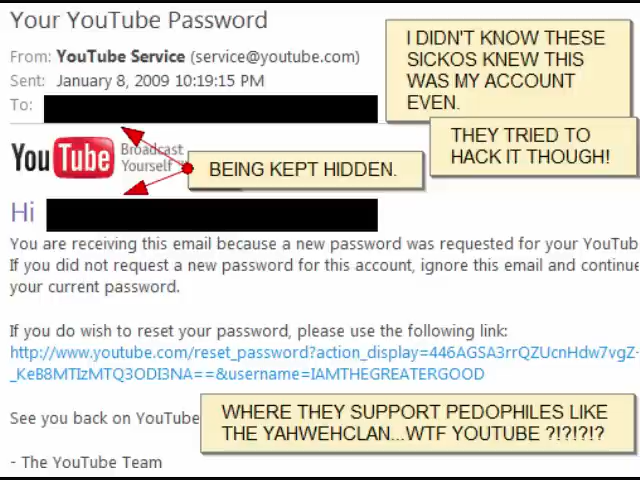 Your YouTube Password
From: YouTube Service (service@youtube.com)
Sent: January 8, 2009 10:19:15 PM
To:
I DIDN'T KNOW THESE
SICKOS KNEW THIS
WAS MY ACCOUNT
EVEN.
THEY TRIED TO
HACK IT THOUGH!
YouTube Broadcast
Yourself
BEING KEPT HIDDEN.
Hi
You are receiving this email because a new password was requested for your YouTub
If you did not request a new password for this account, ignore this email and continue
your current password.
If you do wish to reset your password, please use the following link:
http://www.youtube.com/reset_password?action_display=446AGSA3rrQZUcnHdw7vgZ-
_KeB8MTIzMTQ3ODI3NA==&username=IAMTHEGREATERGOOD
See you back on YouTube
WHERE THEY SUPPORT PEDOPHILES LIKE
THE YAHWEHCLAN...WTF YOUTUBE ?!?!?!?
- The YouTube Team